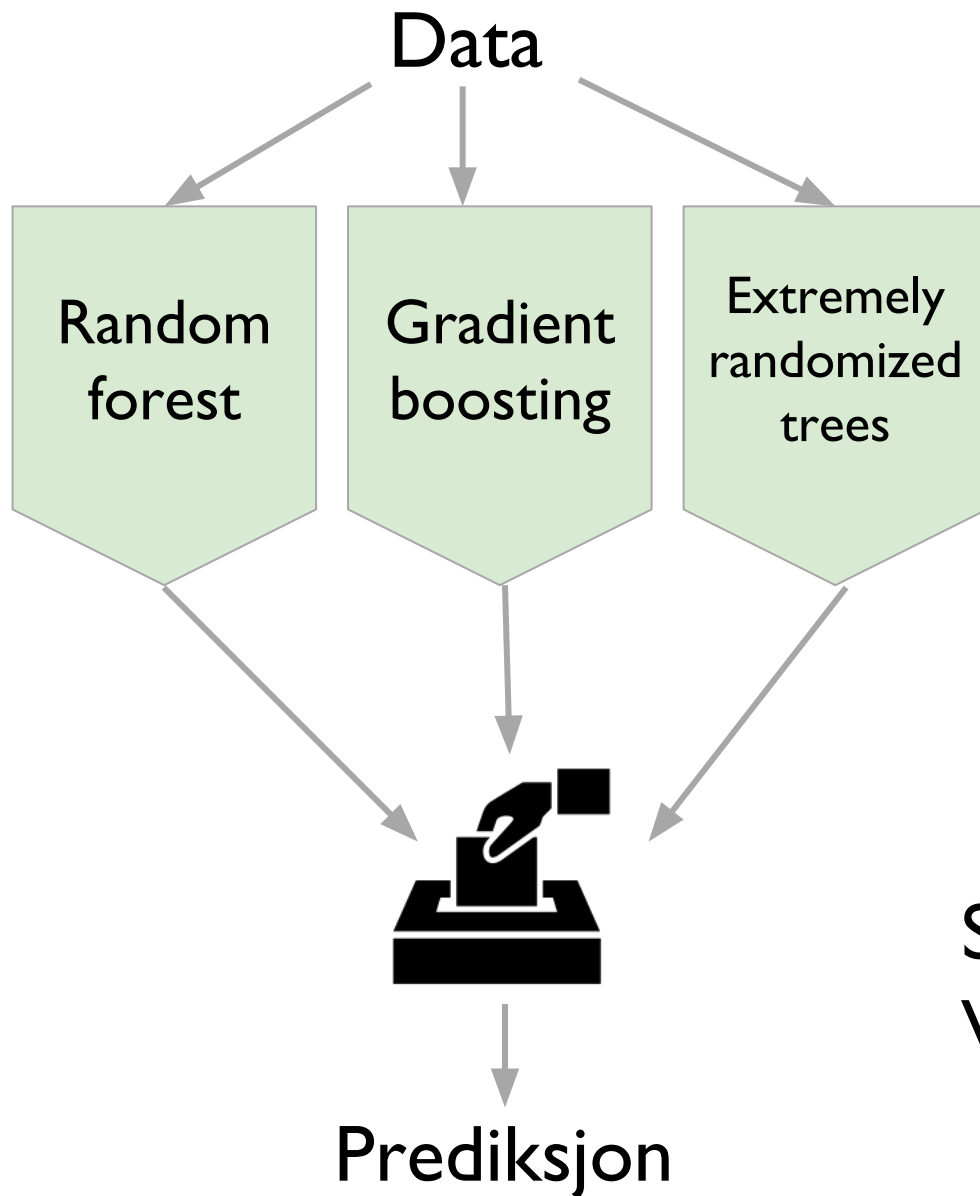 Data
Random
forest
Gradient
boosting
Extremely
randomized
trees
Prediksjon